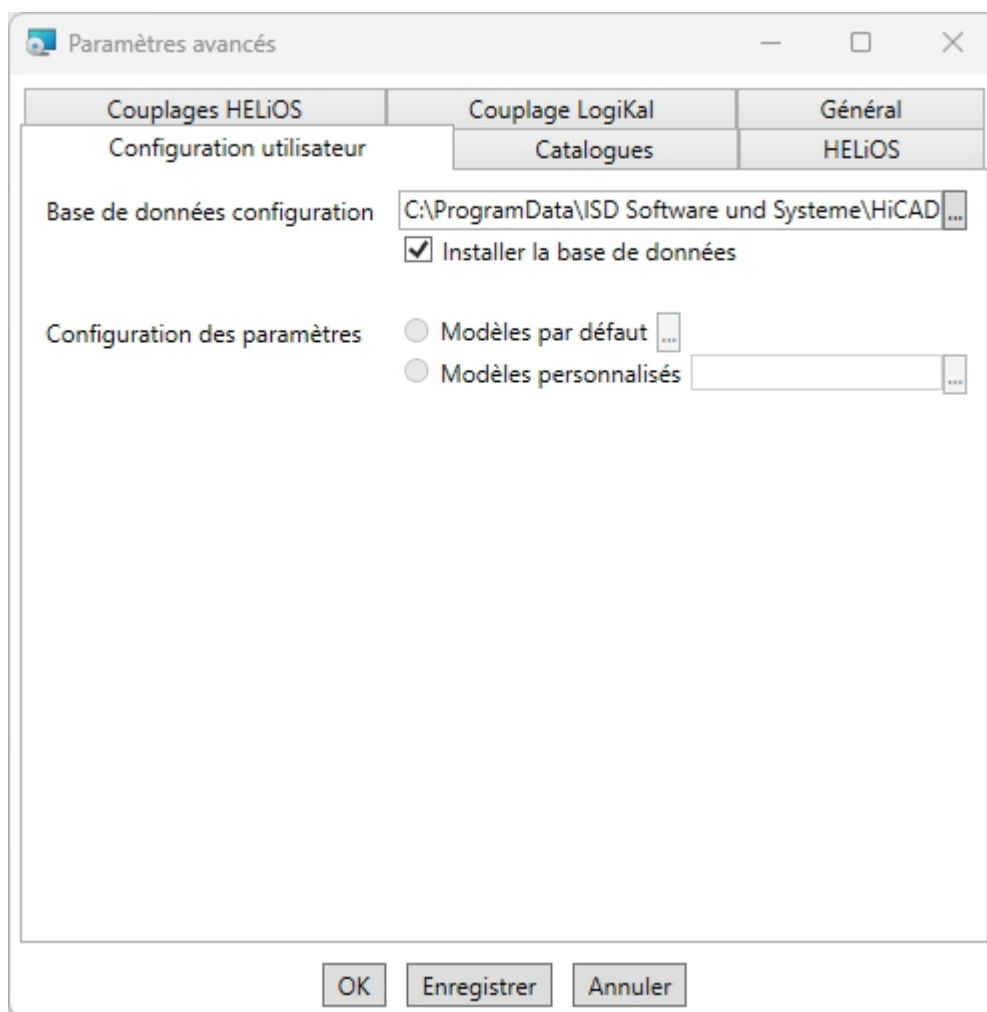 Paramètres avancés
Couplages HELiOS Couplage LogiKal Général
Configuration utilisateur Catalogues HELiOS
Base de données configuration C:\ProgramData\ISD Software und Systeme\HiCAD ...
Installer la base de données
Configuration des paramètres Modèles par défaut ...
Modèles personnalisés ...
OK Enregistrer Annuler